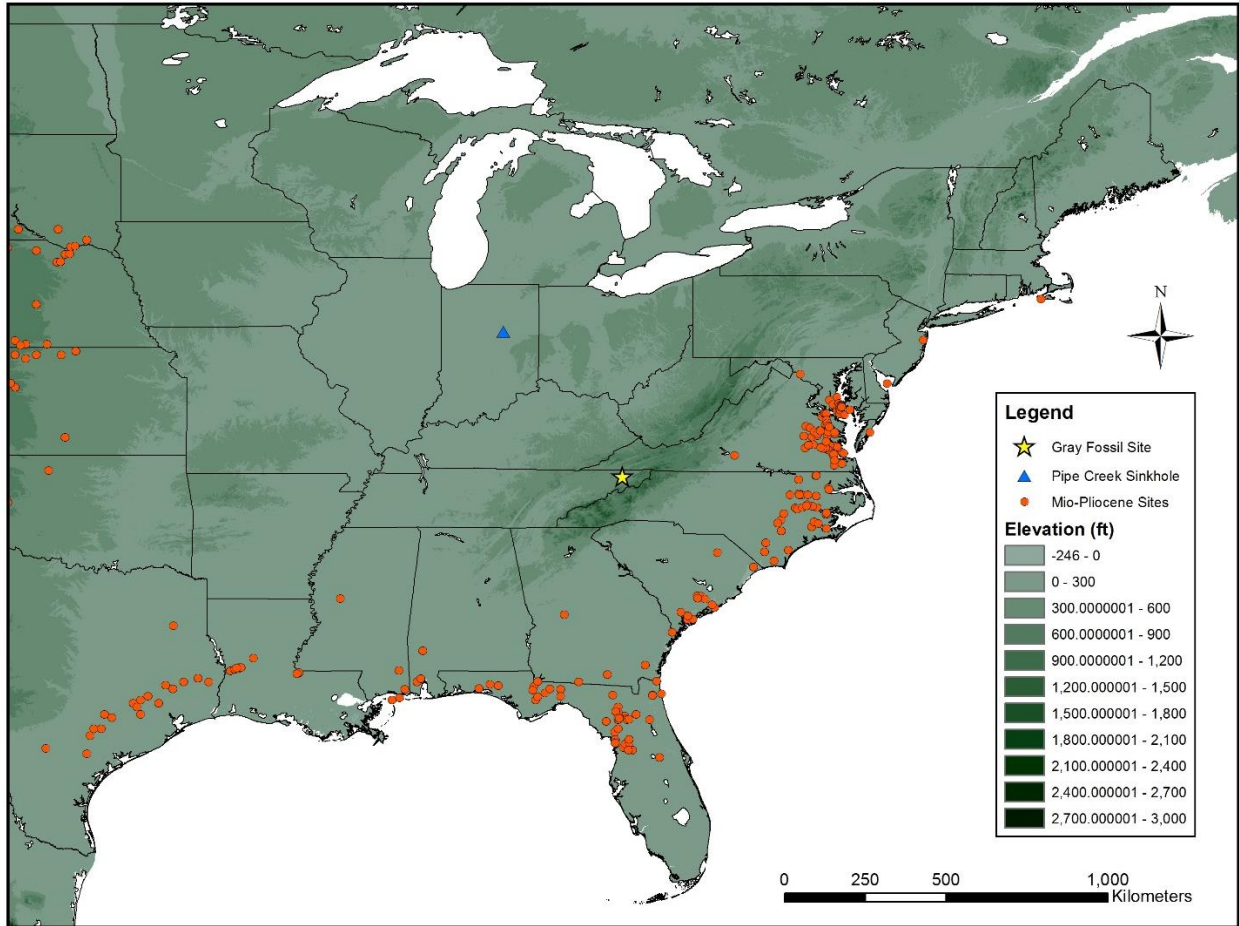 N
Legend
Gray Fossil Site
Pipe Creek Sinkhole
Mio-Pliocene Sites
Elevation (ft)
-246 - 0
0 - 300
300.0000001 - 600
600.0000001 - 900
900.0000001 - 1,200
1,200.000001 - 1,500
1,500.000001 - 1,800
1,800.000001 - 2,100
2,100.000001 - 2,400
2,400.000001 - 2,700
2,700.000001 - 3,000
0 250 500 1,000
Kilometers